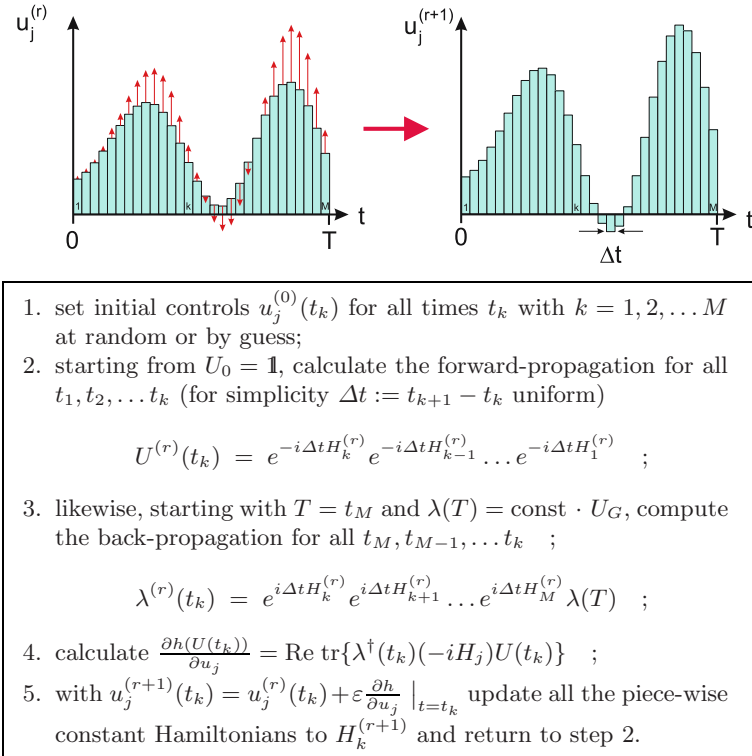 u_j^{(r)}
u_j^{(r+1)}
1 k M
1 k M
t
t
0 T
0 T
Δt
1. set initial controls u_j^{(0)}(t_k) for all times t_k with k = 1, 2, … M
at random or by guess;
2. starting from U_0 = 𝟙, calculate the forward-propagation for all
t_1, t_2, … t_k (for simplicity Δt := t_{k+1} − t_k uniform)
U^{(r)}(t_k) = e^{−iΔtH_k^{(r)}} e^{−iΔtH_{k−1}^{(r)}} … e^{−iΔtH_1^{(r)}} ;
3. likewise, starting with T = t_M and λ(T) = const · U_G, compute
the back-propagation for all t_M, t_{M−1}, … t_k ;
λ^{(r)}(t_k) = e^{iΔtH_k^{(r)}} e^{iΔtH_{k+1}^{(r)}} … e^{iΔtH_M^{(r)}} λ(T) ;
4. calculate \frac{∂h(U(t_k))}{∂u_j} = Re tr{λ^†(t_k)(−iH_j)U(t_k)} ;
5. with u_j^{(r+1)}(t_k) = u_j^{(r)}(t_k) + ε \frac{∂h}{∂u_j} |_{t=t_k} update all the piece-wise
constant Hamiltonians to H_k^{(r+1)} and return to step 2.